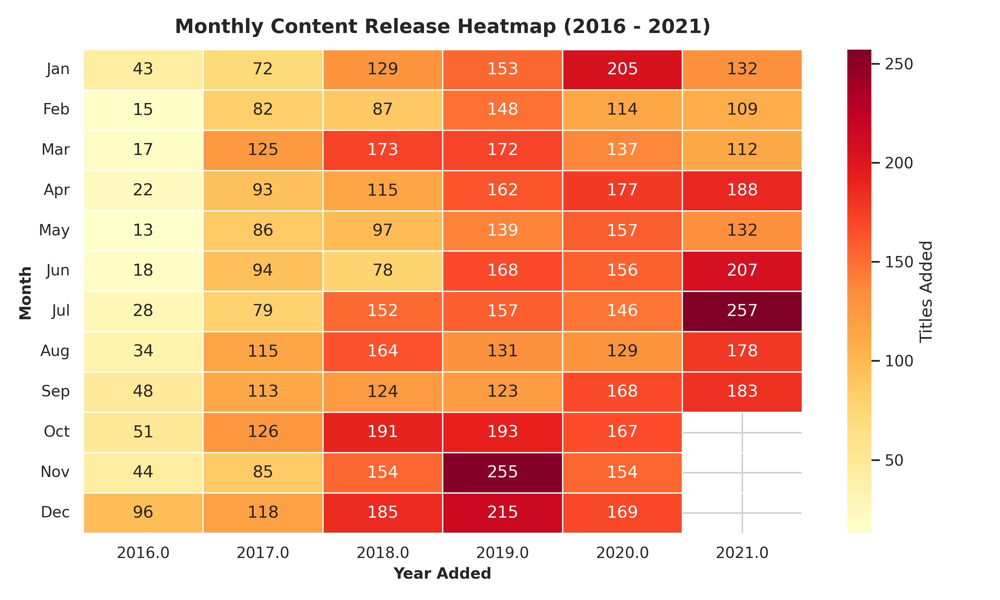 Monthly Content Release Heatmap (2016 - 2021)
Jan 43 72 129 153 205 132
Feb 15 82 87 148 114 109
Mar 17 125 173 172 137 112
Apr 22 93 115 162 177 188
May 13 86 97 139 157 132
Jun 18 94 78 168 156 207
Jul 28 79 152 157 146 257
Aug 34 115 164 131 129 178
Sep 48 113 124 123 168 183
Oct 51 126 191 193 167
Nov 44 85 154 255 154
Dec 96 118 185 215 169
2016.0 2017.0 2018.0 2019.0 2020.0 2021.0
Year Added
Month
250
200
150
100
50
Titles Added